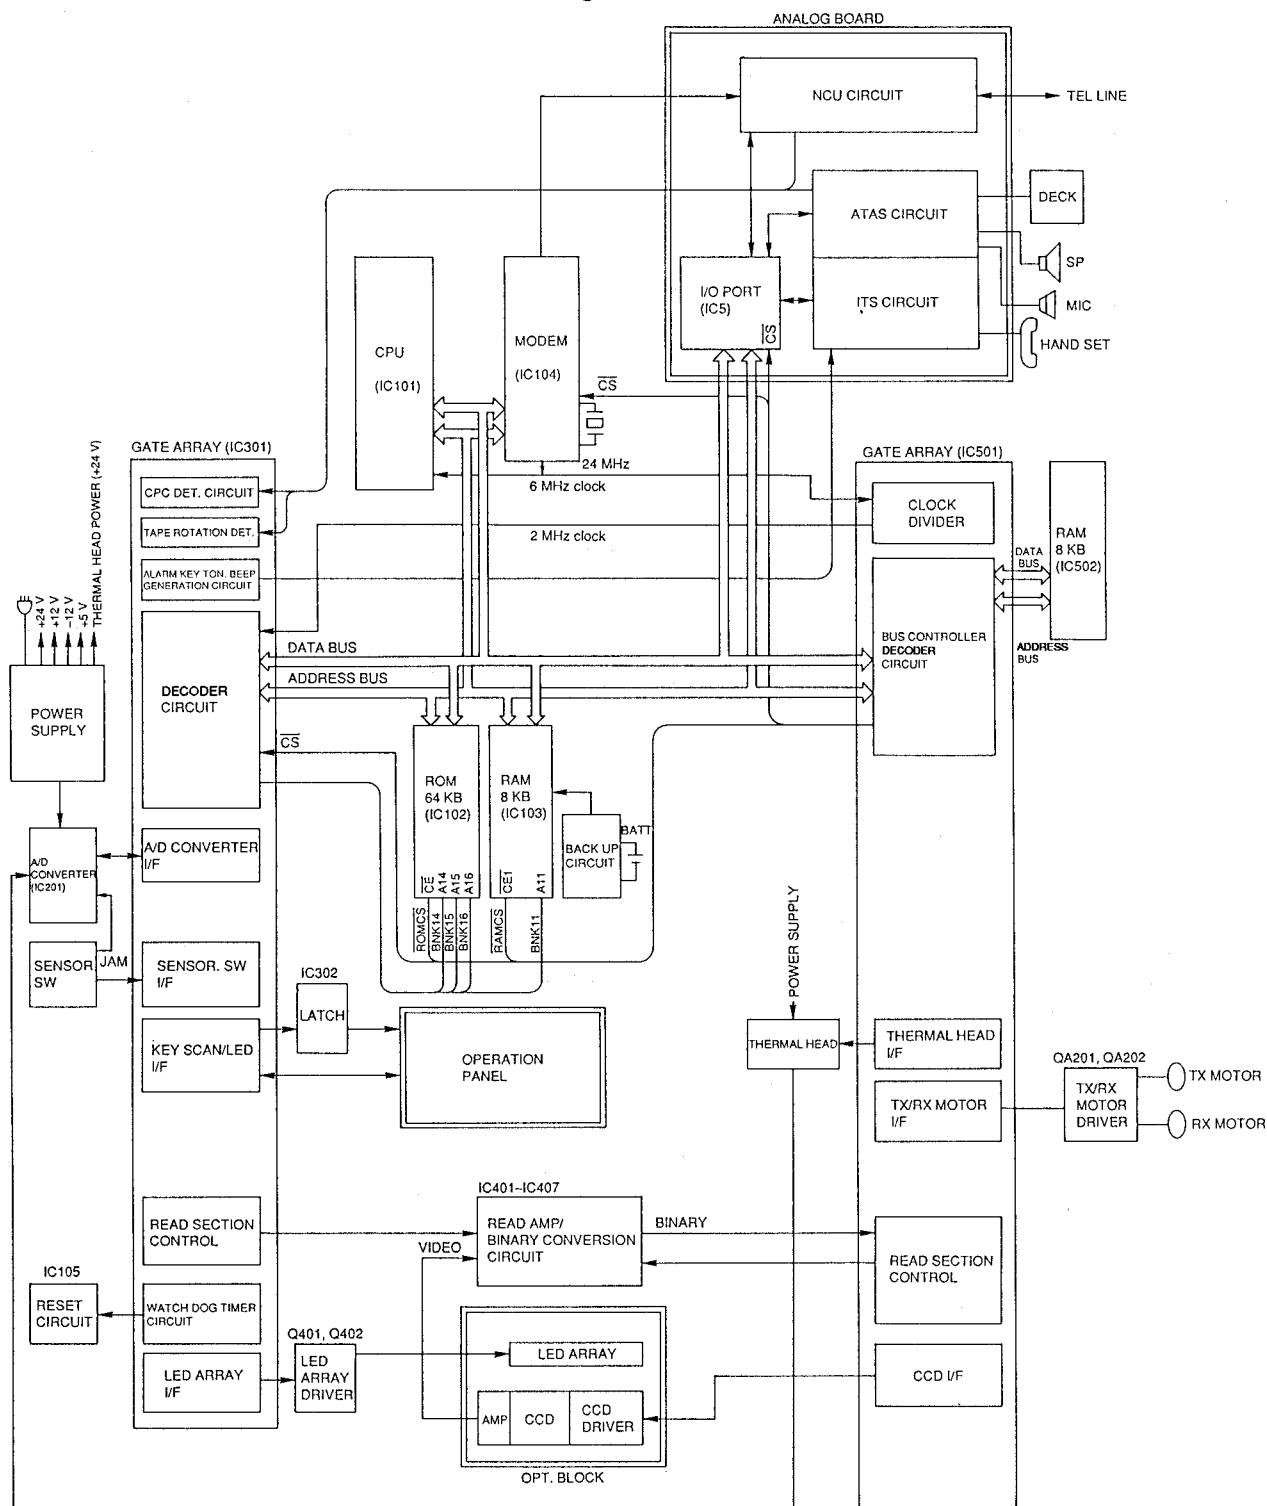 ANALOG BOARD
NCU CIRCUIT
TEL LINE
ATAS CIRCUIT
DECK
SP
I/O PORT
(IC5)
CS
ITS CIRCUIT
MIC
HAND SET
CPU
(IC101)
MODEM
(IC104)
CS
24 MHz
6 MHz clock
2 MHz clock
GATE ARRAY (IC301)
CPC DET. CIRCUIT
TAPE ROTATION DET.
ALARM KEY TON, BEEP
GENERATION CIRCUIT
DECODER
CIRCUIT
DATA BUS
ADDRESS BUS
CS
GATE ARRAY (IC501)
CLOCK
DIVIDER
BUS CONTROLLER
DECODER
CIRCUIT
DATA
BUS
RAM
8 KB
(IC502)
ADDRESS
BUS
+24 V
+12 V
-12 V
+5 V
THERMAL HEAD POWER (+24 V)
POWER
SUPPLY
ROM
64 KB
(IC102)
CE
A14
A15
A16
ROMCS
BNK14
BNK15
BNK16
RAM
8 KB
(IC103)
CE1
A11
RAMCS
BNK11
BATT
BACK UP
CIRCUIT
A/D
CONVERTER
(IC201)
A/D CONVERTER
I/F
SENSOR
SW
JAM
SENSOR. SW
I/F
KEY SCAN/LED
I/F
IC302
LATCH
OPERATION
PANEL
POWER SUPPLY
THERMAL HEAD
THERMAL HEAD
I/F
TX/RX MOTOR
I/F
QA201, QA202
TX/RX
MOTOR
DRIVER
TX MOTOR
RX MOTOR
READ SECTION
CONTROL
IC401~IC407
READ AMP/
BINARY CONVERSION
CIRCUIT
VIDEO
BINARY
READ SECTION
CONTROL
IC105
RESET
CIRCUIT
WATCH DOG TIMER
CIRCUIT
LED ARRAY
I/F
Q401, Q402
LED
ARRAY
DRIVER
LED ARRAY
AMP
CCD
CCD
DRIVER
OPT. BLOCK
CCD I/F